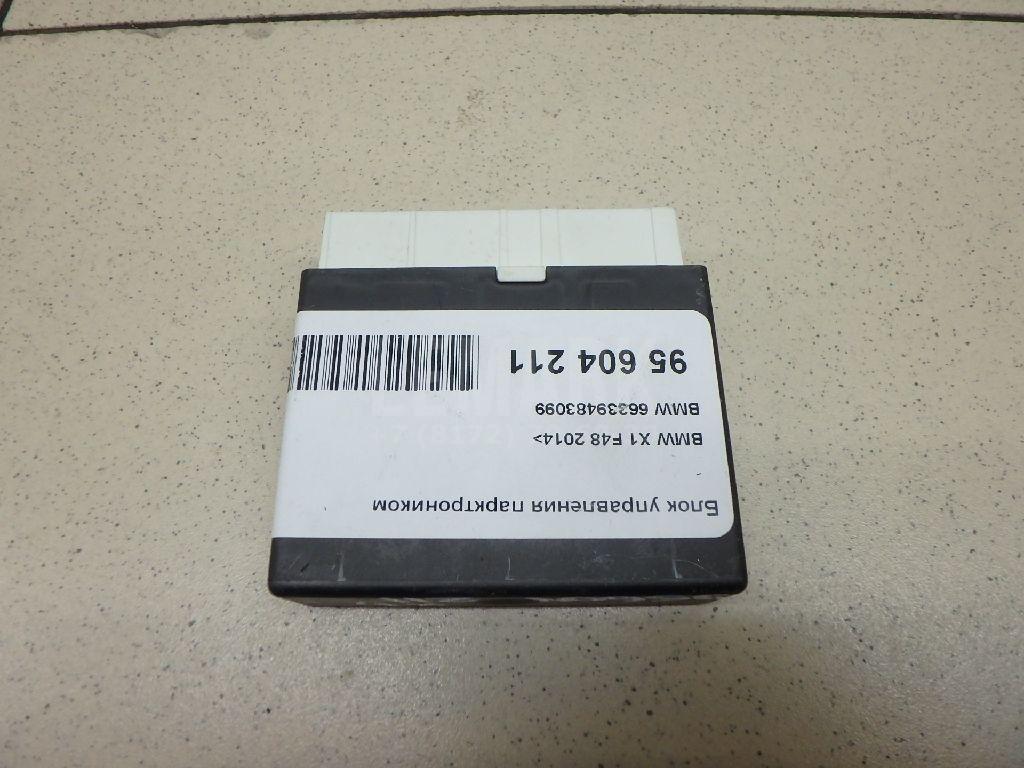 Блок управления парктроником
BMW X1 F48 2014>
BMW 66339483099
95 604 211